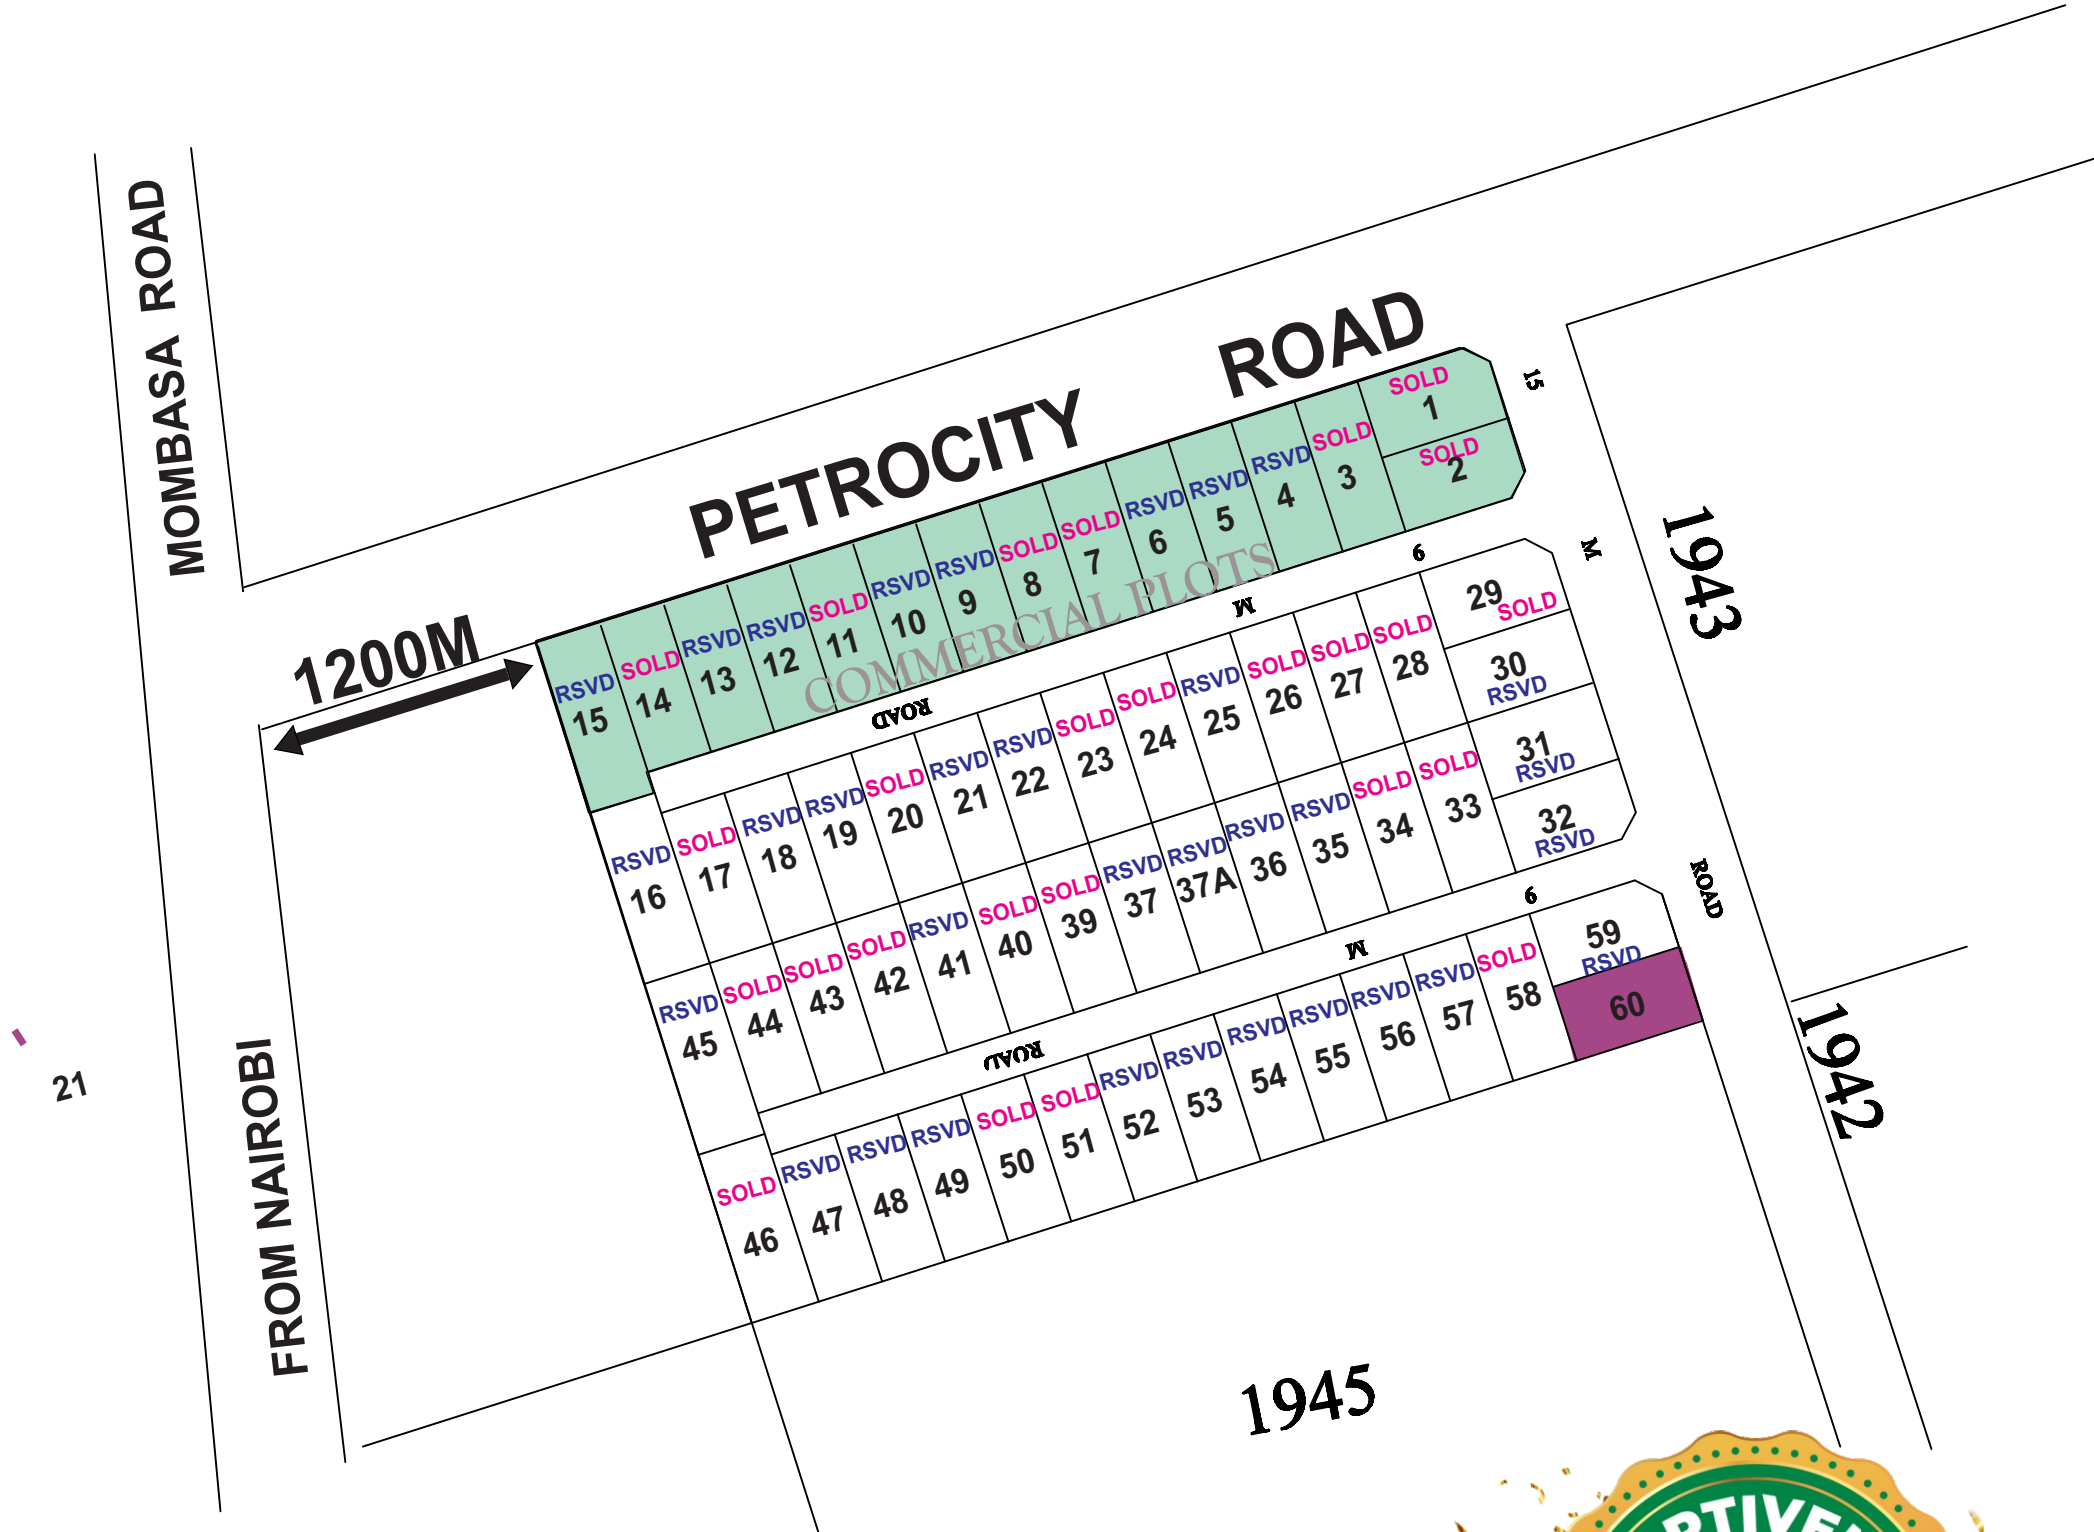 MOMBASA ROAD
FROM NAIROBI
1200M
PETROCITY ROAD
COMMERCIAL PLOTS
SOLD
1
SOLD
2
SOLD
3
RSVD
4
RSVD
5
RSVD
6
SOLD
7
SOLD
8
RSVD
9
RSVD
10
SOLD
11
RSVD
12
RSVD
13
SOLD
14
RSVD
15
15 M ROAD
9 M ROAD
RSVD
16
SOLD
17
RSVD
18
RSVD
19
SOLD
20
RSVD
21
RSVD
22
SOLD
23
SOLD
24
RSVD
25
SOLD
26
SOLD
27
SOLD
28
29
SOLD
30
RSVD
31
RSVD
32
RSVD
SOLD
33
SOLD
34
RSVD
35
RSVD
36
RSVD
37A
RSVD
37
SOLD
39
SOLD
40
RSVD
41
SOLD
42
SOLD
43
SOLD
44
RSVD
45
9 M ROAD
SOLD
46
RSVD
47
RSVD
48
RSVD
49
SOLD
50
SOLD
51
RSVD
52
RSVD
53
RSVD
54
RSVD
55
RSVD
56
RSVD
57
SOLD
58
59
RSVD
60
1943
1942
1945
21